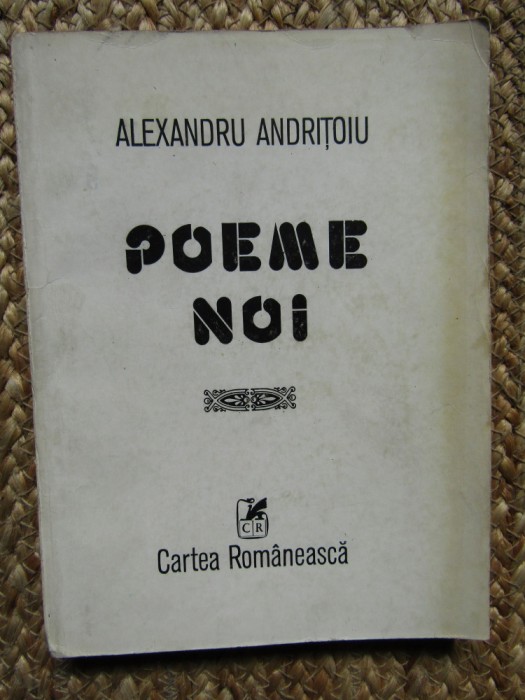 ALEXANDRU ANDRIȚOIU
POEME
NOI
CR
Cartea Românească